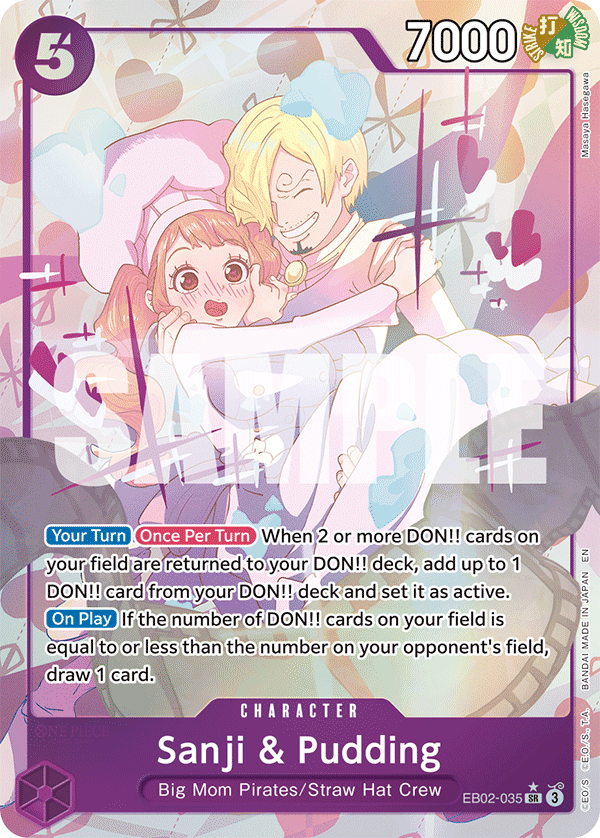 5
7000
STRIKE 打 知 WISDOM
Masaya Hasegawa
SAMPLE
Your Turn Once Per Turn When 2 or more DON!! cards on
your field are returned to your DON!! deck, add up to 1
DON!! card from your DON!! deck and set it as active.
On Play If the number of DON!! cards on your field is
equal to or less than the number on your opponent's field,
draw 1 card.
©E.O/S ©E.O./S., T.A. BANDAI MADE IN JAPAN EN
CHARACTER
ONE PIECE
Sanji & Pudding
Big Mom Pirates/Straw Hat Crew
EB02-035 SR 3